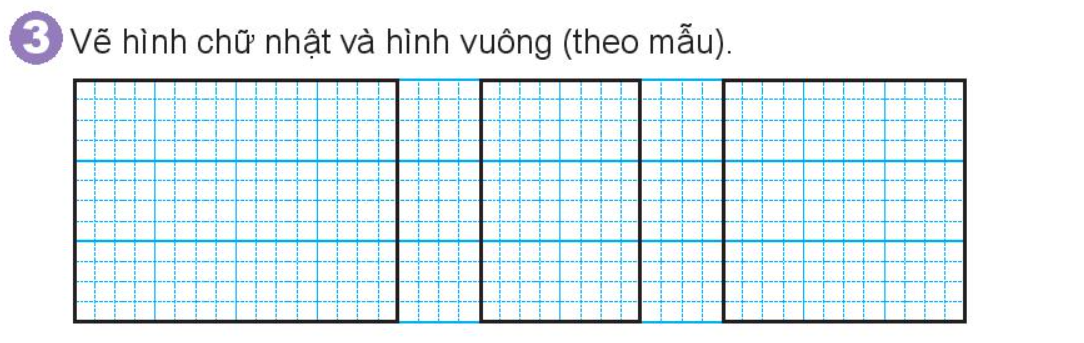 3 Vẽ hình chữ nhật và hình vuông (theo mẫu).